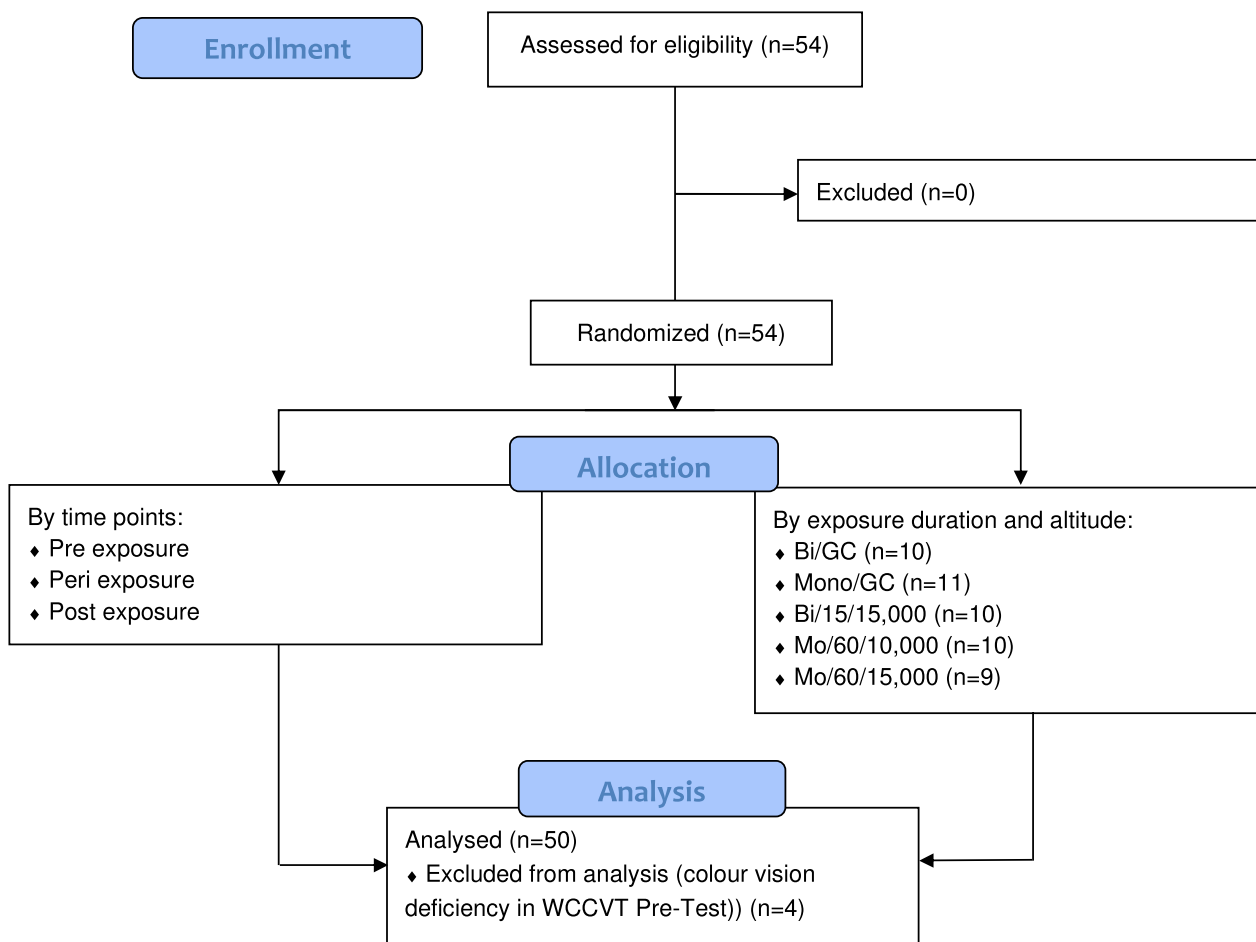 Enrollment
Assessed for eligibility (n=54)
Excluded (n=0)
Randomized (n=54)
Allocation
By time points:
♦ Pre exposure
♦ Peri exposure
♦ Post exposure
By exposure duration and altitude:
♦ Bi/GC (n=10)
♦ Mono/GC (n=11)
♦ Bi/15/15,000 (n=10)
♦ Mo/60/10,000 (n=10)
♦ Mo/60/15,000 (n=9)
Analysis
Analysed (n=50)
♦ Excluded from analysis (colour vision
deficiency in WCCVT Pre-Test)) (n=4)